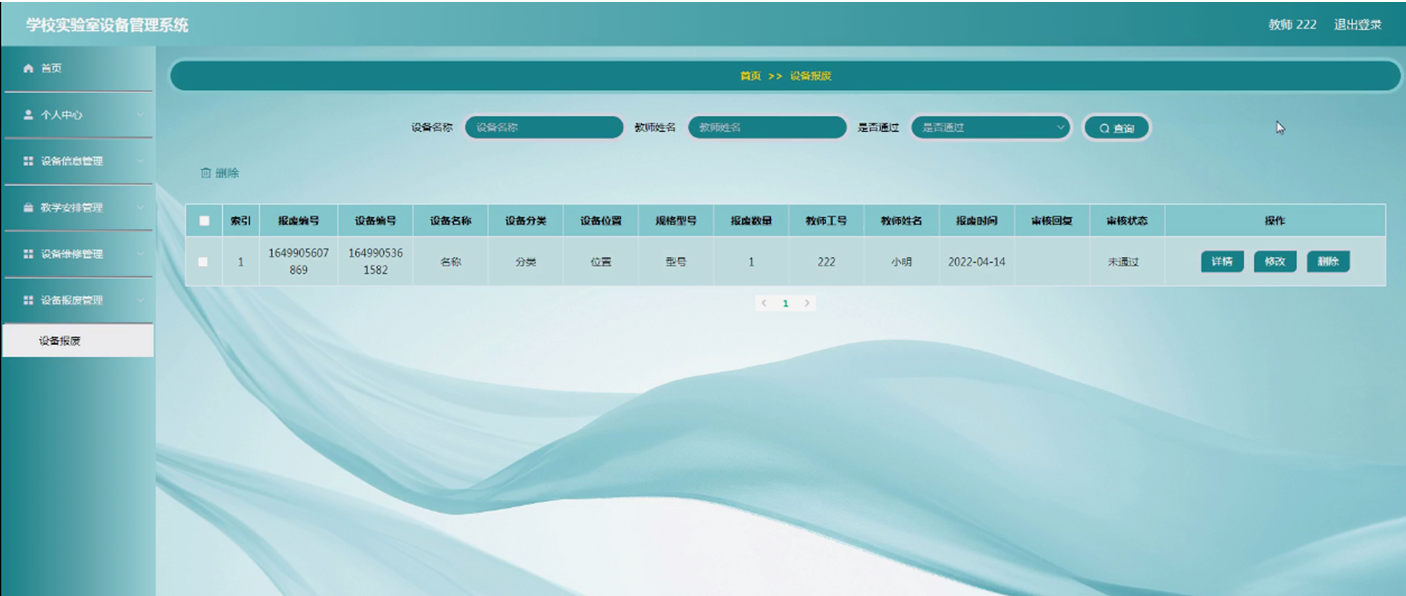 学校实验室设备管理系统
教师 222 退出登录
首页
个人中心
设备信息管理
教学安排管理
设备维修管理
设备报废管理
设备报废
首页 >> 设备报废
设备名称 设备名称 教师姓名 教师姓名 是否通过 是否通过 查询
删除
索引 报废编号 设备编号 设备名称 设备分类 设备位置 规格型号 报废数量 教师工号 教师姓名 报废时间 审核回复 审核状态 操作
1 1649905607869 1649905361582 名称 分类 位置 型号 1 222 小明 2022-04-14 未通过 详情 修改 删除
< 1 >